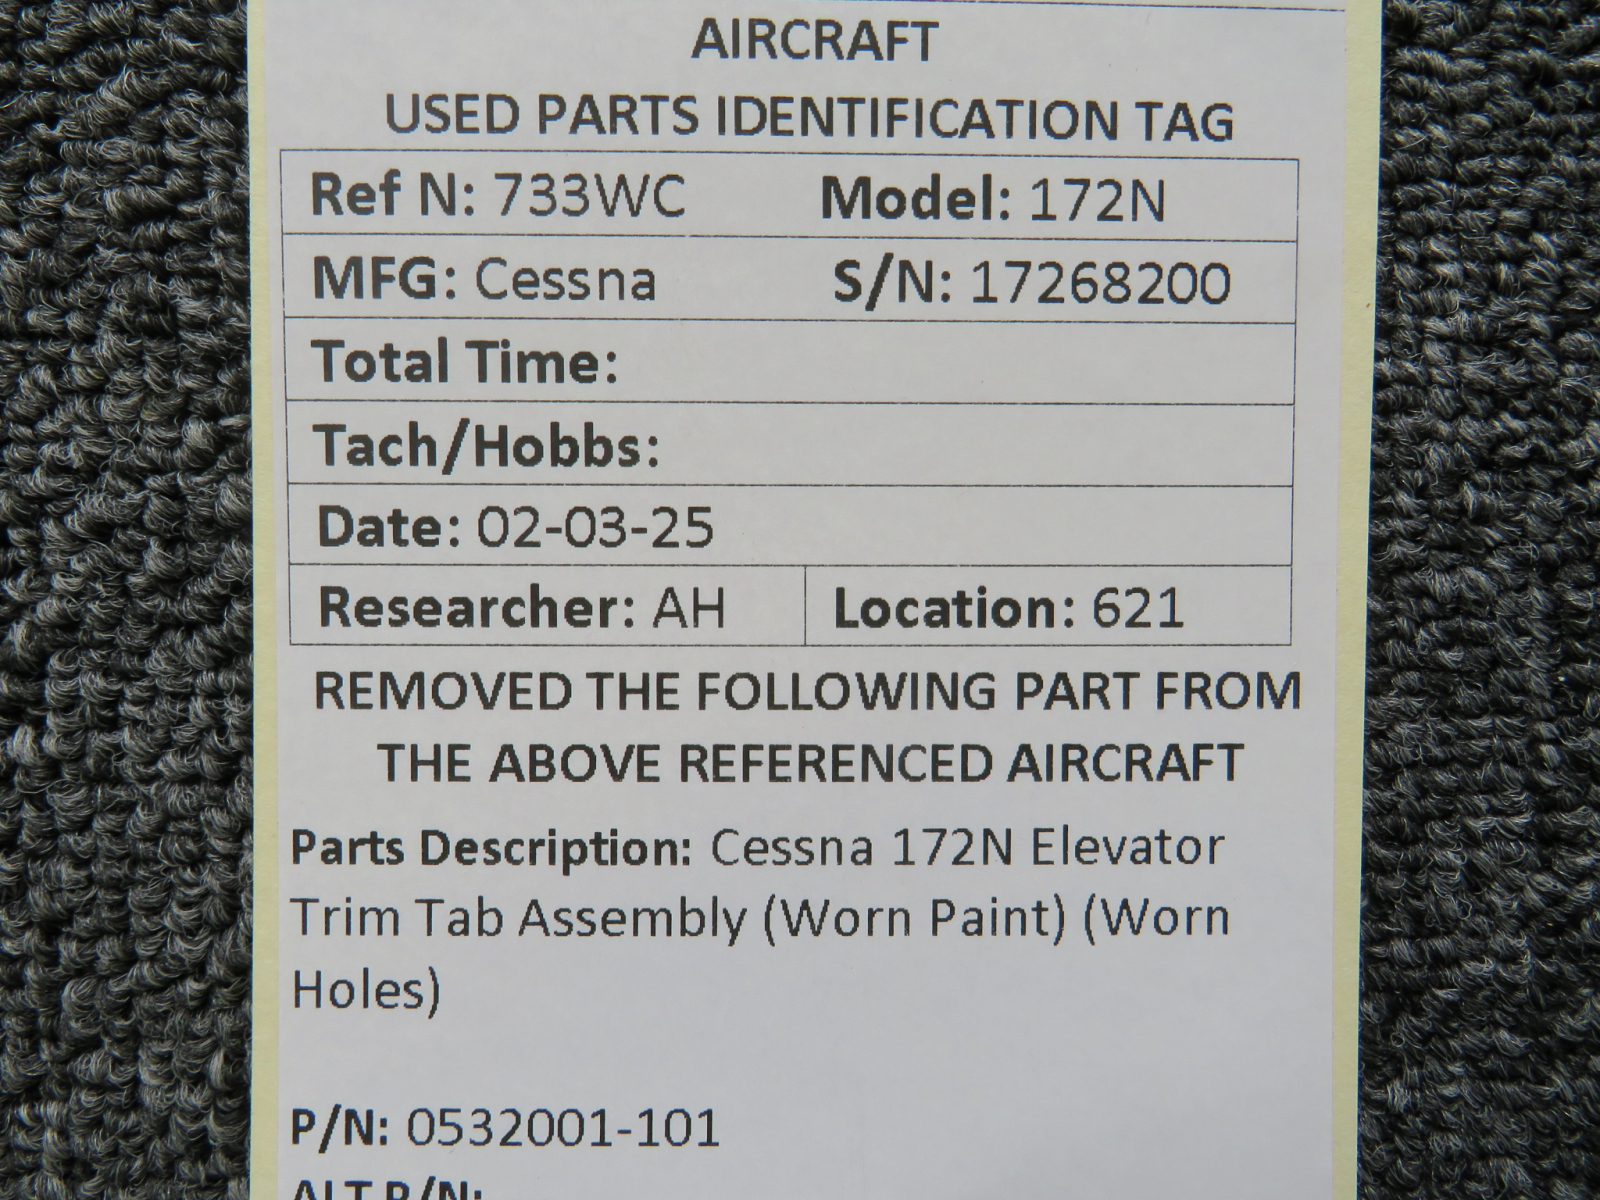 AIRCRAFT
USED PARTS IDENTIFICATION TAG
Ref N: 733WC Model: 172N
MFG: Cessna S/N: 17268200
Total Time:
Tach/Hobbs:
Date: 02-03-25
Researcher: AH Location: 621
REMOVED THE FOLLOWING PART FROM
THE ABOVE REFERENCED AIRCRAFT
Parts Description: Cessna 172N Elevator
Trim Tab Assembly (Worn Paint) (Worn
Holes)
P/N: 0532001-101
ALT P/N: